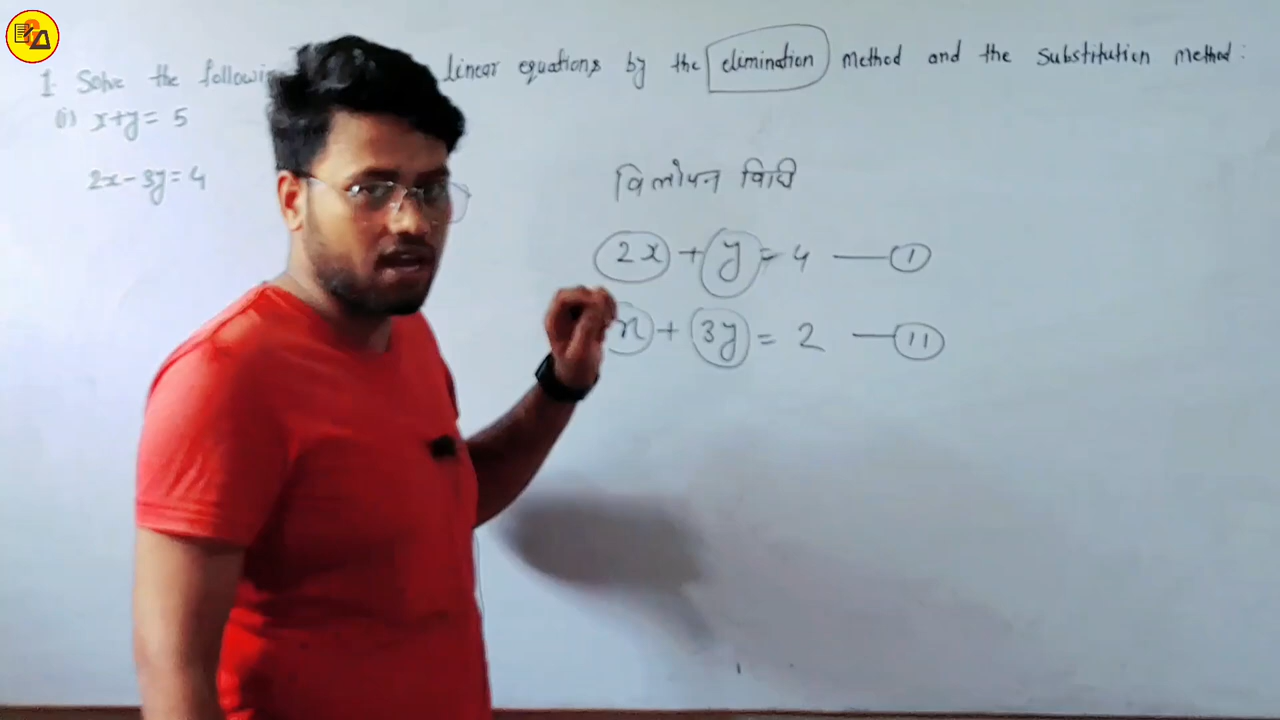 1. Solve the following linear equations by the elimination method and the substitution method:
(i) x+y = 5
2x - 3y = 4
विलोपन विधि
2x + y = 4 — I
x + 3y = 2 — II